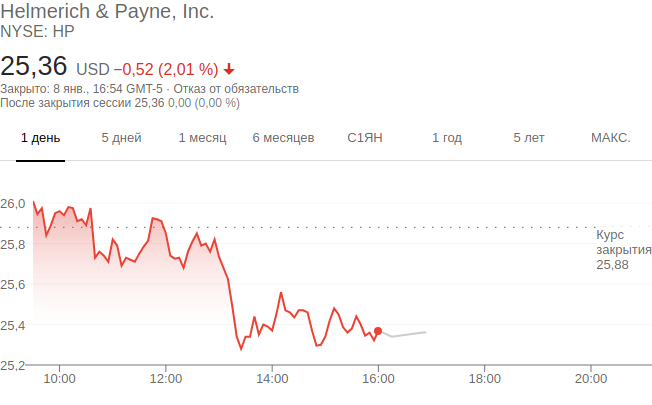 Helmerich & Payne, Inc.
NYSE: HP
25,36 USD −0,52 (2,01 %)
Закрыто: 8 янв., 16:54 GMT-5 · Отказ от обязательств
После закрытия сессии 25,36 0,00 (0,00 %)
1 день 5 дней 1 месяц 6 месяцев С1ЯН 1 год 5 лет МАКС.
26,0
Курс
закрытия
25,88
25,8
25,6
25,4
25,2
10:00 12:00 14:00 16:00 18:00 20:00